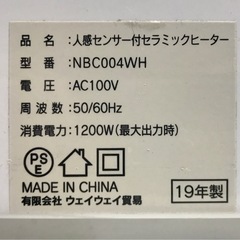 品名：人感センサー付セラミックヒーター
型番：NBC004WH
電圧：AC100V
周波数：50/60Hz
消費電力：1200W(最大出力時)
PS
E
MADE IN CHINA
19年製
有限会社 ウェイウェイ貿易